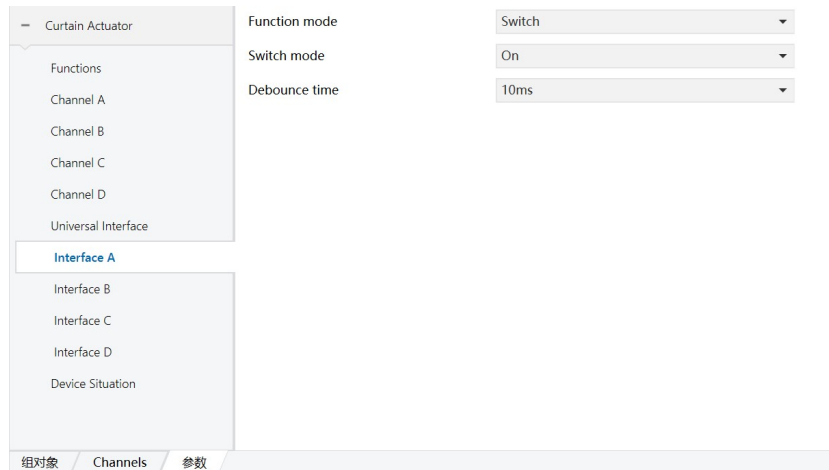 − Curtain Actuator
Functions
Channel A
Channel B
Channel C
Channel D
Universal Interface
Interface A
Interface B
Interface C
Interface D
Device Situation
Function mode Switch
Switch mode On
Debounce time 10ms
组对象 Channels 参数